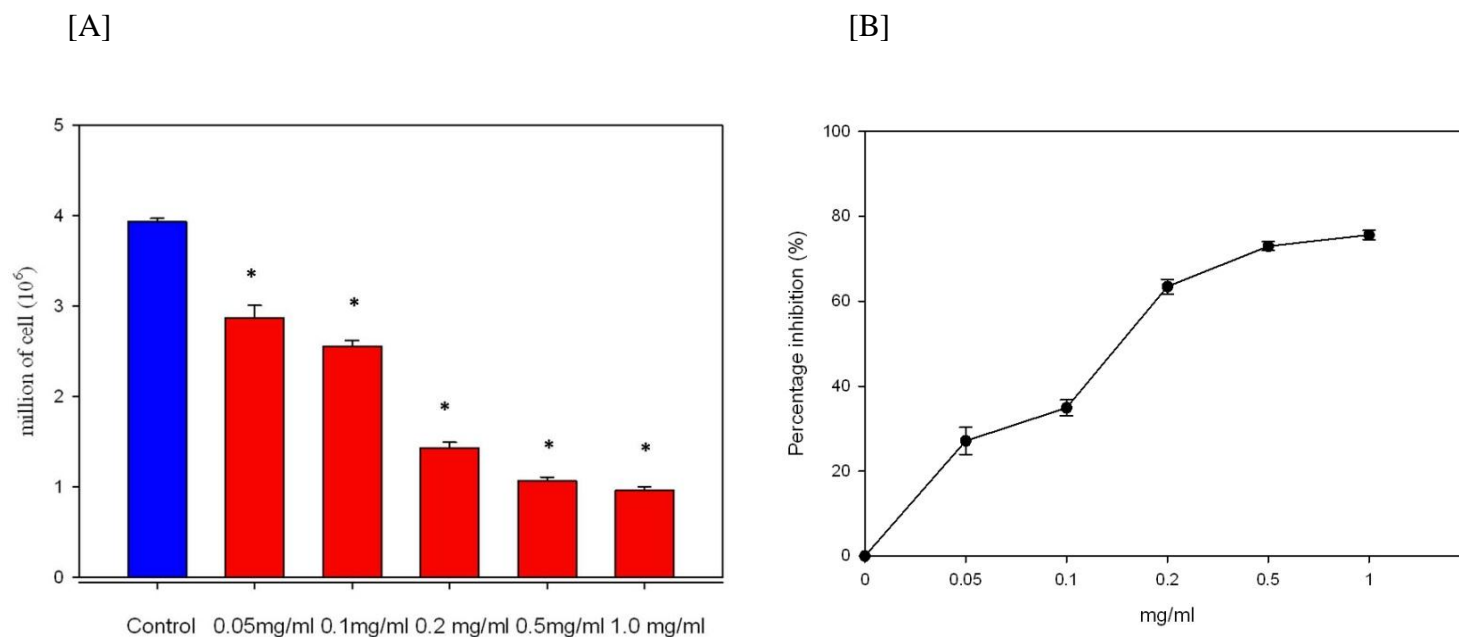 [A]
5
4
3
2
1
0
million of cell (10⁶)
*
*
*
*
*
Control 0.05mg/ml 0.1mg/ml 0.2 mg/ml 0.5mg/ml 1.0 mg/ml
[B]
100
80
60
40
20
0
Percentage inhibition (%)
0 0.05 0.1 0.2 0.5 1
mg/ml